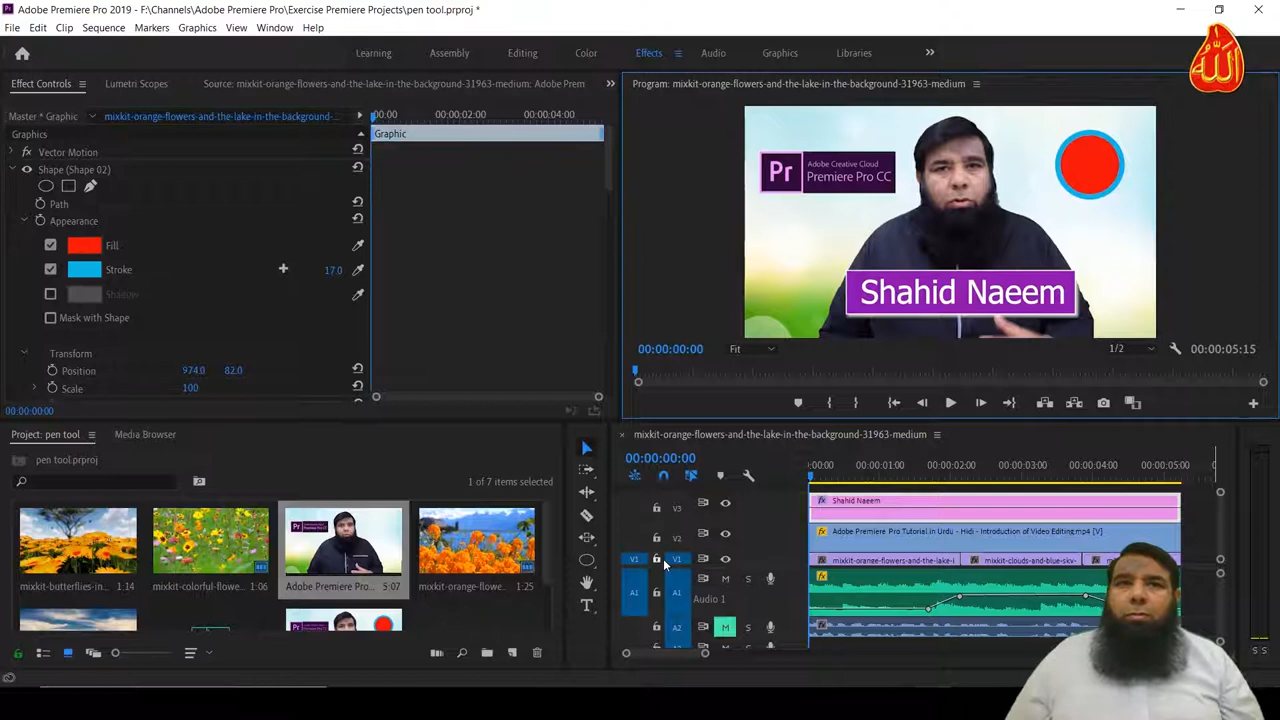 Adobe Premiere Pro 2019 - F:\Channels\Adobe Premiere Pro\Exercise Premiere Projects\pen tool.prproj *
File Edit Clip Sequence Markers Graphics View Window Help
الله
Learning Assembly Editing Color Effects Audio Graphics Libraries
Effect Controls Lumetri Scopes Source: mixkit-orange-flowers-and-the-lake-in-the-background-31963-medium: Adobe Prem
Program: mixkit-orange-flowers-and-the-lake-in-the-background-31963-medium
Master * Graphic mixkit-orange-flowers-and-the-lake-in-the-background-...
:00:00 00:00:02:00 00:00:04:00
Graphics
Graphic
fx Vector Motion
Shape (Shape 02)
Path
Appearance
Fill
Stroke 17.0
Shadow
Mask with Shape
Transform
Position 974.0 82.0
Scale 100
00:00:00:00
Pr Adobe Creative Cloud
Premiere Pro CC
Shahid Naeem
00:00:00:00 Fit 1/2 00:00:05:15
Project: pen tool Media Browser
pen tool.prproj
1 of 7 items selected
mixkit-butterflies-in... 1:14
mixkit-colorful-flowe... 1:06
Adobe Premiere Pro... 5:07
mixkit-orange-flowers... 1:25
mixkit-orange-flowers-and-the-lake-in-the-background-31963-medium
00:00:00:00
:00:00 00:00:01:00 00:00:02:00 00:00:03:00 00:00:04:00 00:00:05:00
V3 fx Shahid Naeem
V2 fx Adobe Premiere Pro Tutorial in Urdu - Hidi - Introduction of Video Editing.mp4 [V]
V1 V1 fx mixkit-orange-flowers-and-the-lake-i fx mixkit-clouds-and-blue-sky- fx
A1 A1 M S fx
Audio 1
A2 M S fx
S S